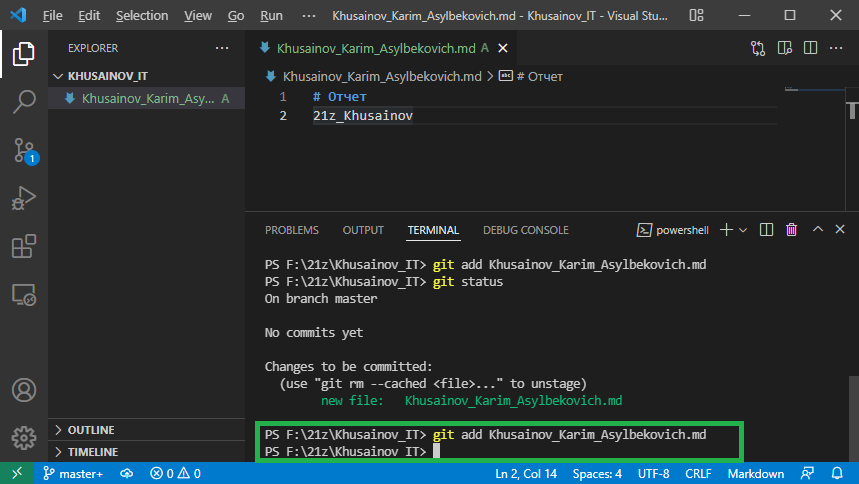 File Edit Selection View Go Run ··· Khusainov_Karim_Asylbekovich.md - Khusainov_IT - Visual Stu...
EXPLORER ···
KHUSAINOV_IT
Khusainov_Karim_Asy... A
1
OUTLINE
TIMELINE
Khusainov_Karim_Asylbekovich.md A
Khusainov_Karim_Asylbekovich.md > abc # Отчет
1 # Отчет
2 21z_Khusainov
PROBLEMS OUTPUT TERMINAL DEBUG CONSOLE powershell
PS F:\21z\Khusainov_IT> git add Khusainov_Karim_Asylbekovich.md
PS F:\21z\Khusainov_IT> git status
On branch master
No commits yet
Changes to be committed:
(use "git rm --cached <file>..." to unstage)
new file: Khusainov_Karim_Asylbekovich.md
PS F:\21z\Khusainov_IT> git add Khusainov_Karim_Asylbekovich.md
PS F:\21z\Khusainov_IT>
master+ 0 0 Ln 2, Col 14 Spaces: 4 UTF-8 CRLF Markdown